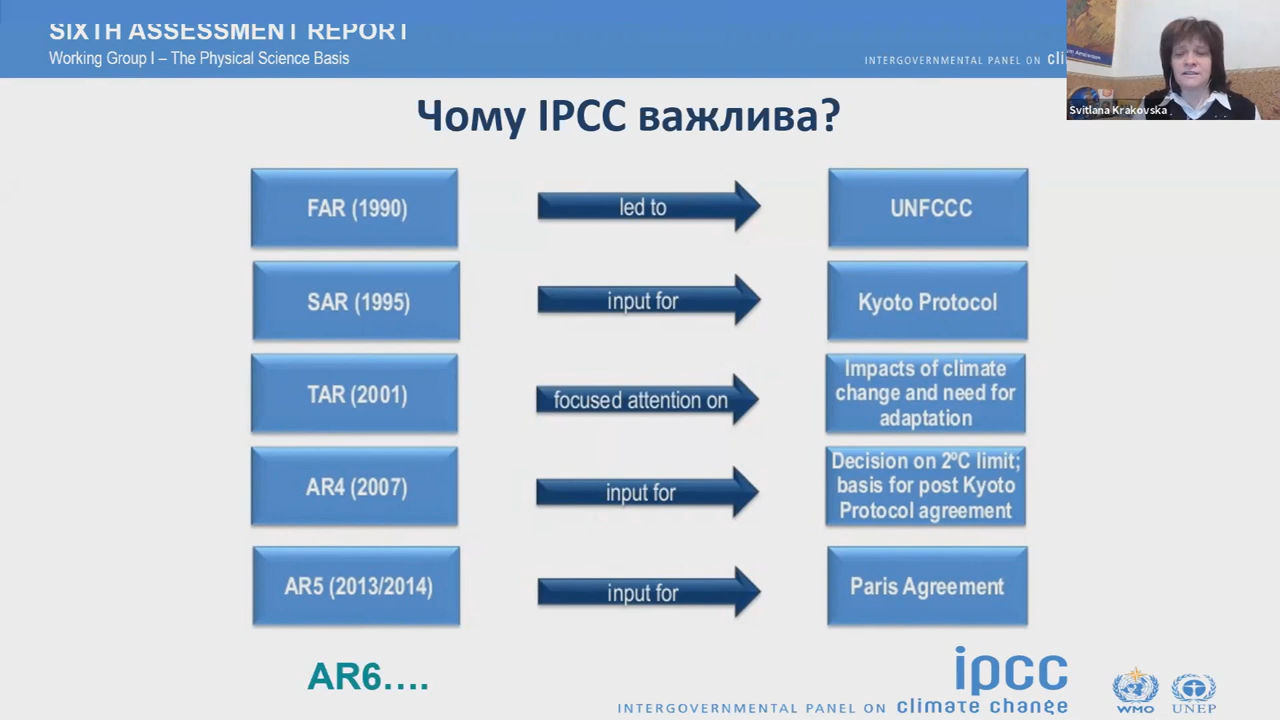 SIXTH ASSESSMENT REPORT
Working Group I – The Physical Science Basis
INTERGOVERNMENTAL PANEL ON cli
Svitlana Krakovska
Чому IPCC важлива?
FAR (1990)
led to
UNFCCC
SAR (1995)
input for
Kyoto Protocol
TAR (2001)
focused attention on
Impacts of climate
change and need for
adaptation
AR4 (2007)
input for
Decision on 2ºC limit;
basis for post Kyoto
Protocol agreement
AR5 (2013/2014)
input for
Paris Agreement
AR6....
ipcc
INTERGOVERNMENTAL PANEL ON climate change
WMO
UNEP